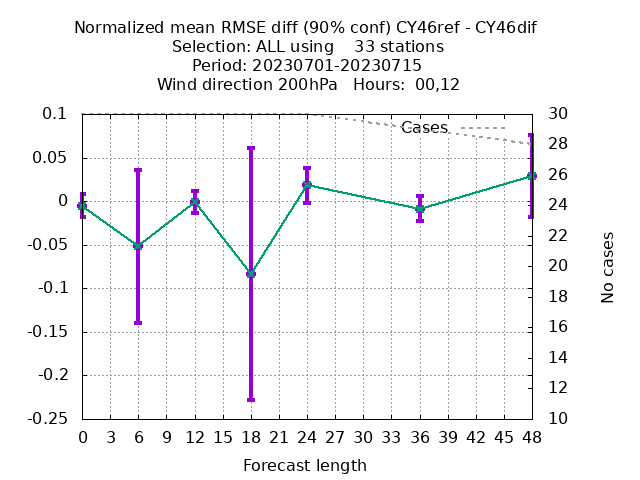 Normalized mean RMSE diff (90% conf) CY46ref - CY46dif
Selection: ALL using    33 stations
Period: 20230701-20230715
Wind direction 200hPa   Hours:  00,12
Cases
0.1
0.05
0
-0.05
-0.1
-0.15
-0.2
-0.25
30
28
26
24
22
20
18
16
14
12
10
No cases
0 3 6 9 12 15 18 21 24 27 30 33 36 39 42 45 48
Forecast length